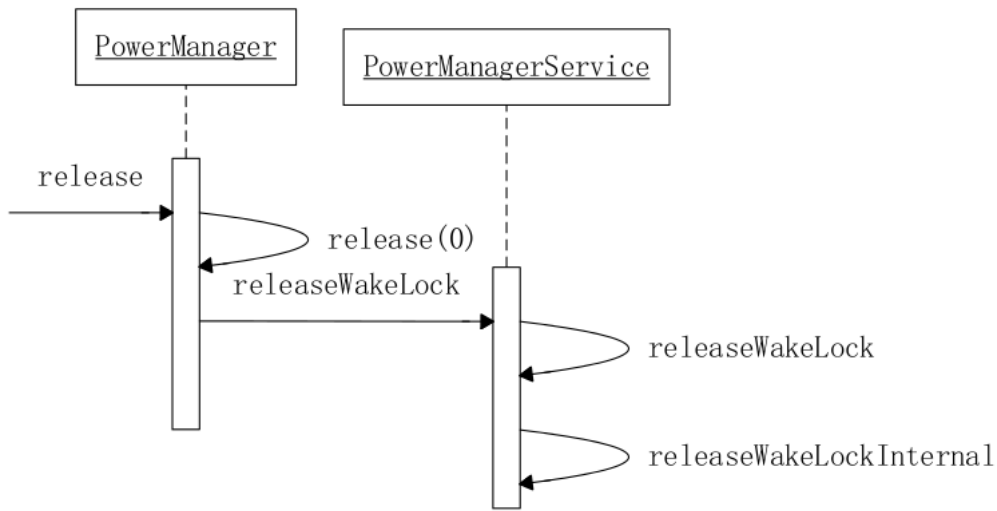 PowerManager
PowerManagerService
release
release(0)
releaseWakeLock
releaseWakeLock
releaseWakeLockInternal